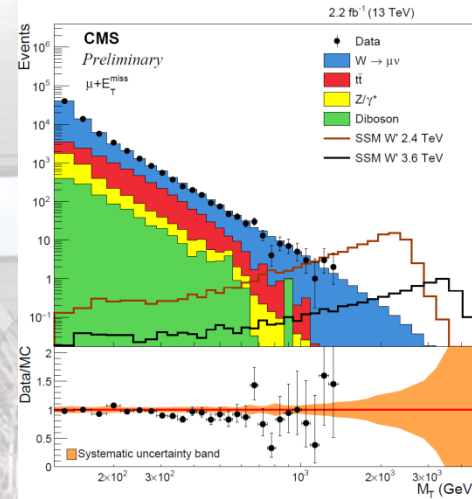 2.2 fb⁻¹ (13 TeV)
Events
10⁶
10⁵
10⁴
10³
10²
10
1
10⁻¹
CMS
Preliminary
μ+E_T^miss
Data
W → μν
tt̄
Z/γ*
Diboson
SSM W' 2.4 TeV
SSM W' 3.6 TeV
Data/MC
2
1.5
1
0.5
0
Systematic uncertainty band
2×10² 3×10² 10³ 2×10³ 3×10³
M_T (GeV